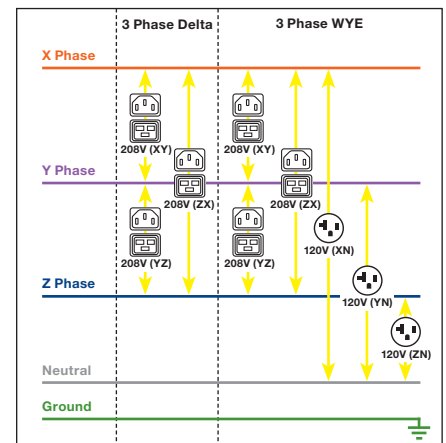 3 Phase Delta
3 Phase WYE
X Phase
208V (XY)
208V (XY)
Y Phase
208V (ZX)
208V (ZX)
120V (XN)
208V (YZ)
208V (YZ)
Z Phase
120V (YN)
120V (ZN)
Neutral
Ground